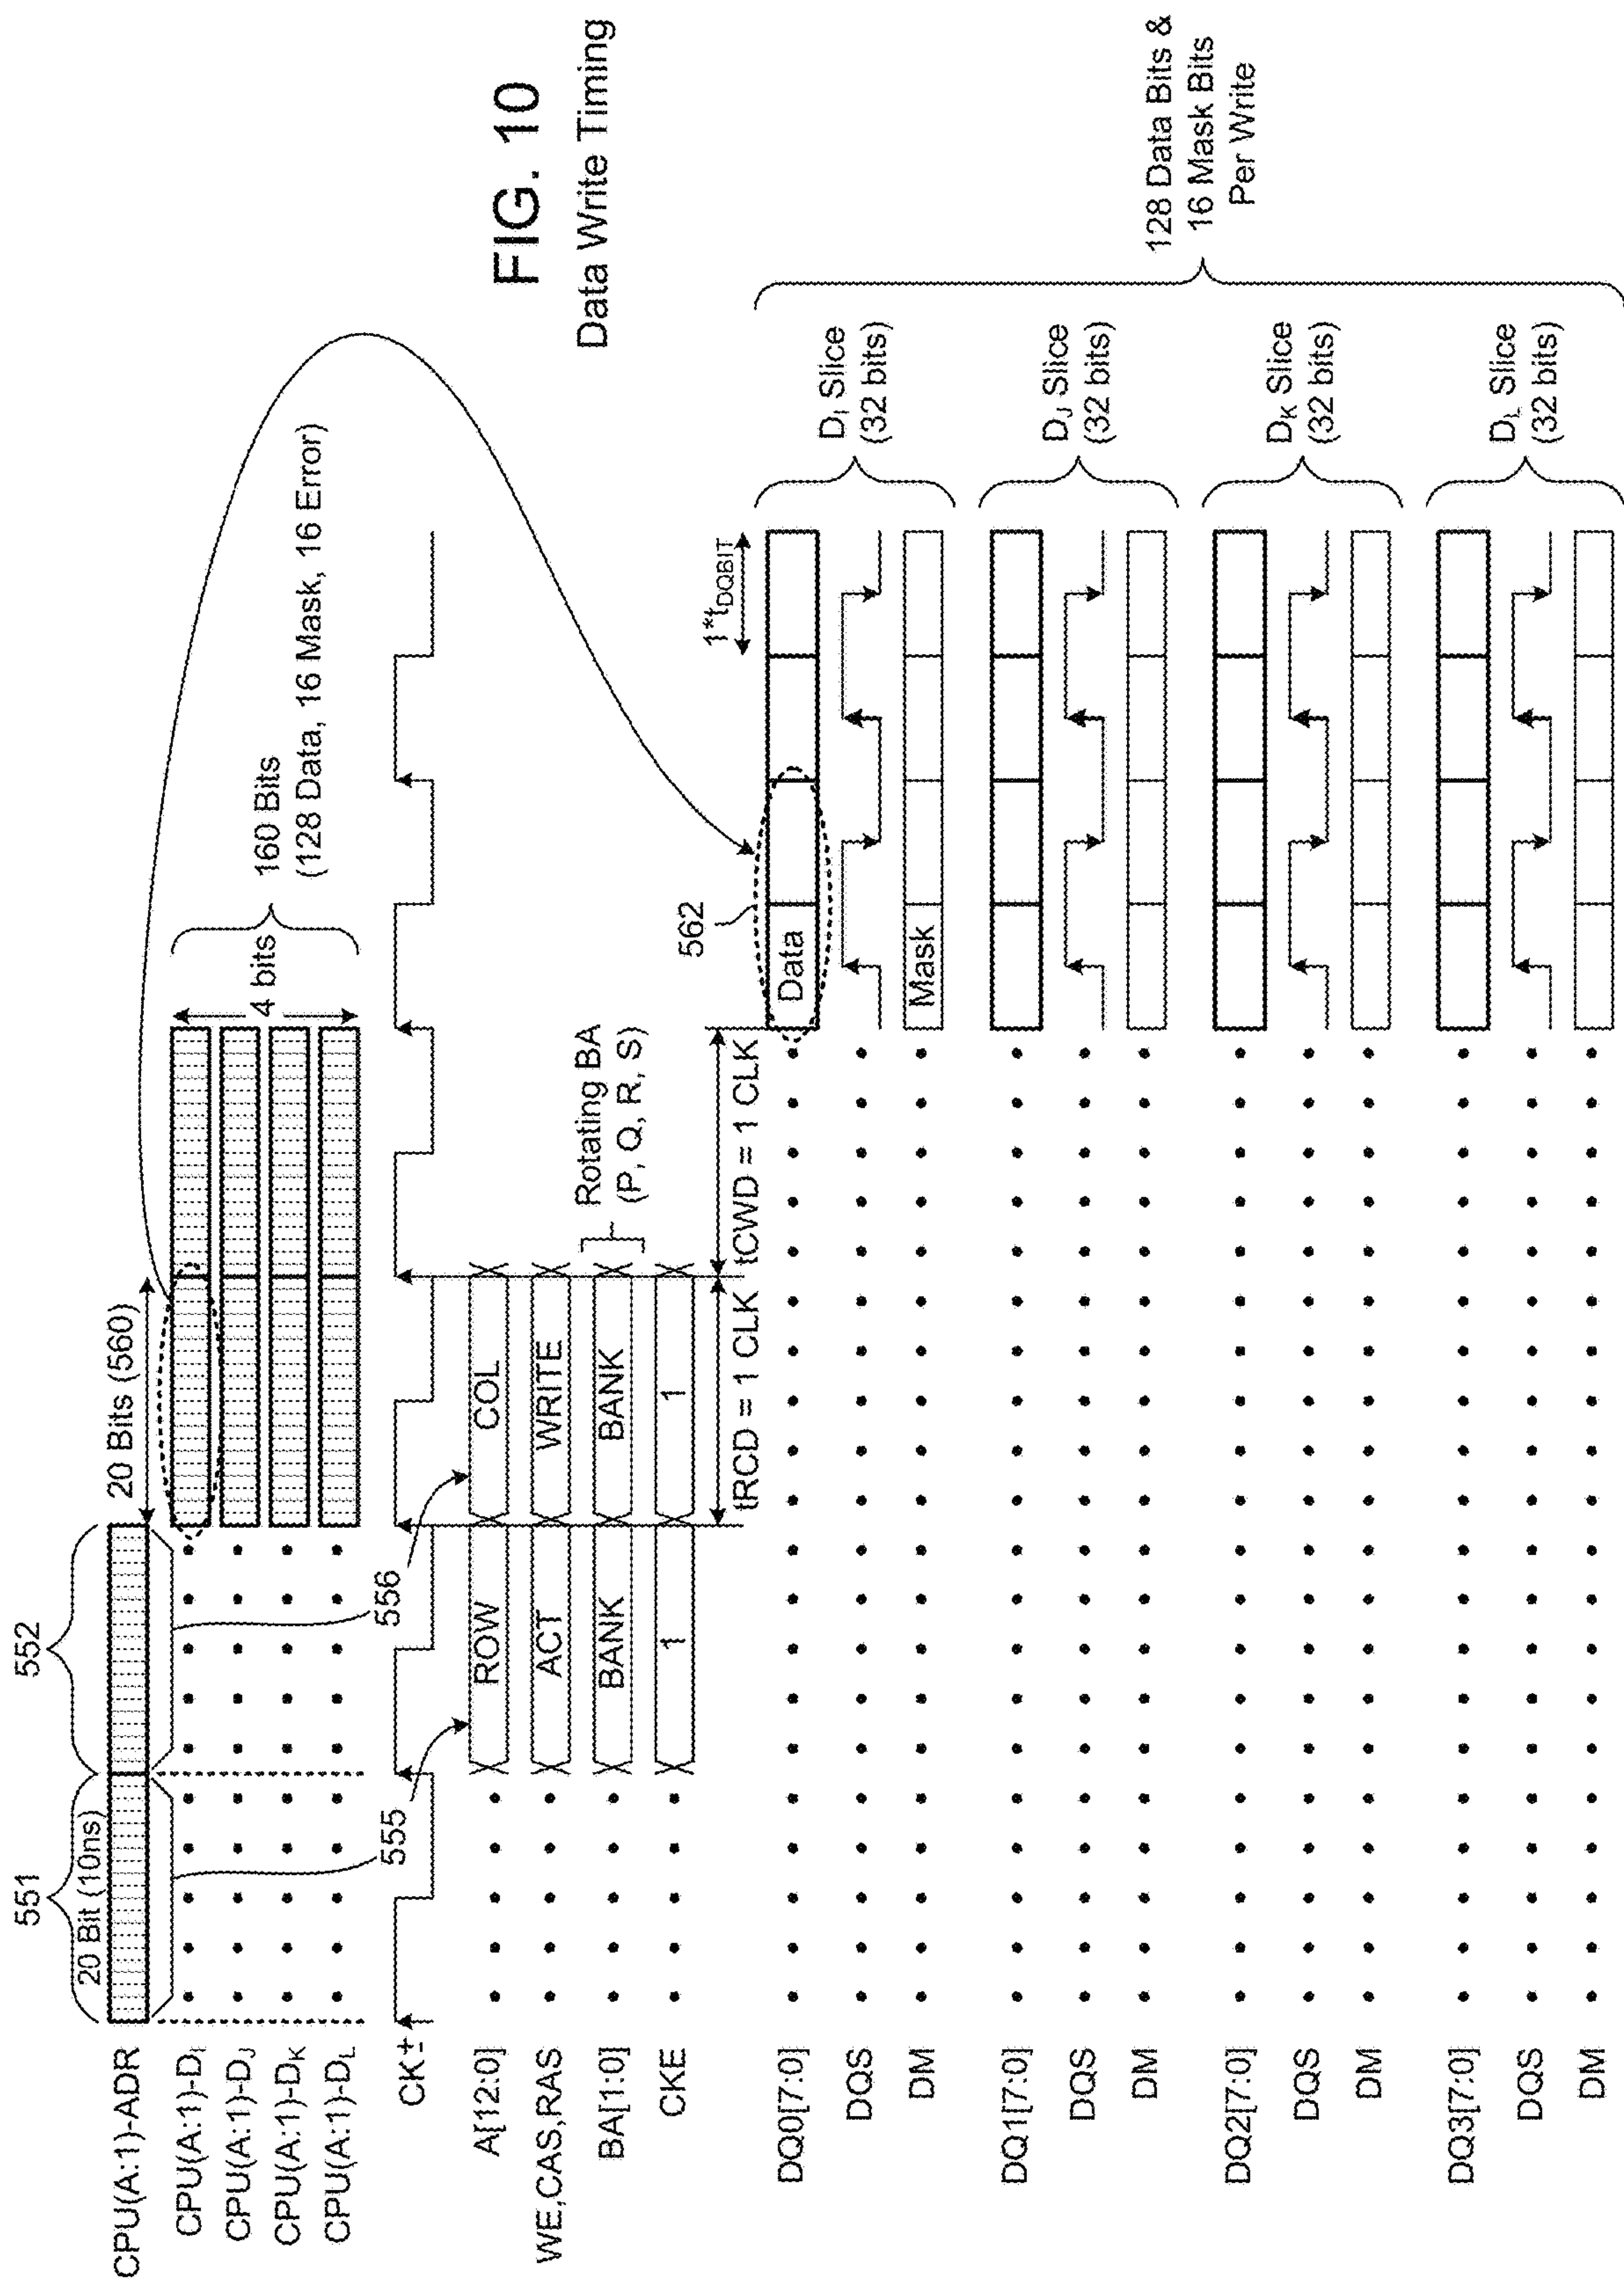 FIG. 10
Data Write Timing
551
552
20 Bit (10ns)
20 Bits (560)
CPU(A:1)-ADR
CPU(A:1)-DI
CPU(A:1)-DJ
CPU(A:1)-DK
CPU(A:1)-DL
4 bits
160 Bits
(128 Data, 16 Mask, 16 Error)
555
556
CK±
A[12:0]
ROW
COL
WE,CAS,RAS
ACT
WRITE
BA[1:0]
BANK
BANK
Rotating BA
(P, Q, R, S)
CKE
1
1
tRCD = 1 CLK
tCWD = 1 CLK
562
1*tDQBIT
DQ0[7:0]
Data
DQS
DM
Mask
DI Slice
(32 bits)
DQ1[7:0]
DQS
DM
DJ Slice
(32 bits)
DQ2[7:0]
DQS
DM
DK Slice
(32 bits)
DQ3[7:0]
DQS
DM
DL Slice
(32 bits)
128 Data Bits &
16 Mask Bits
Per Write